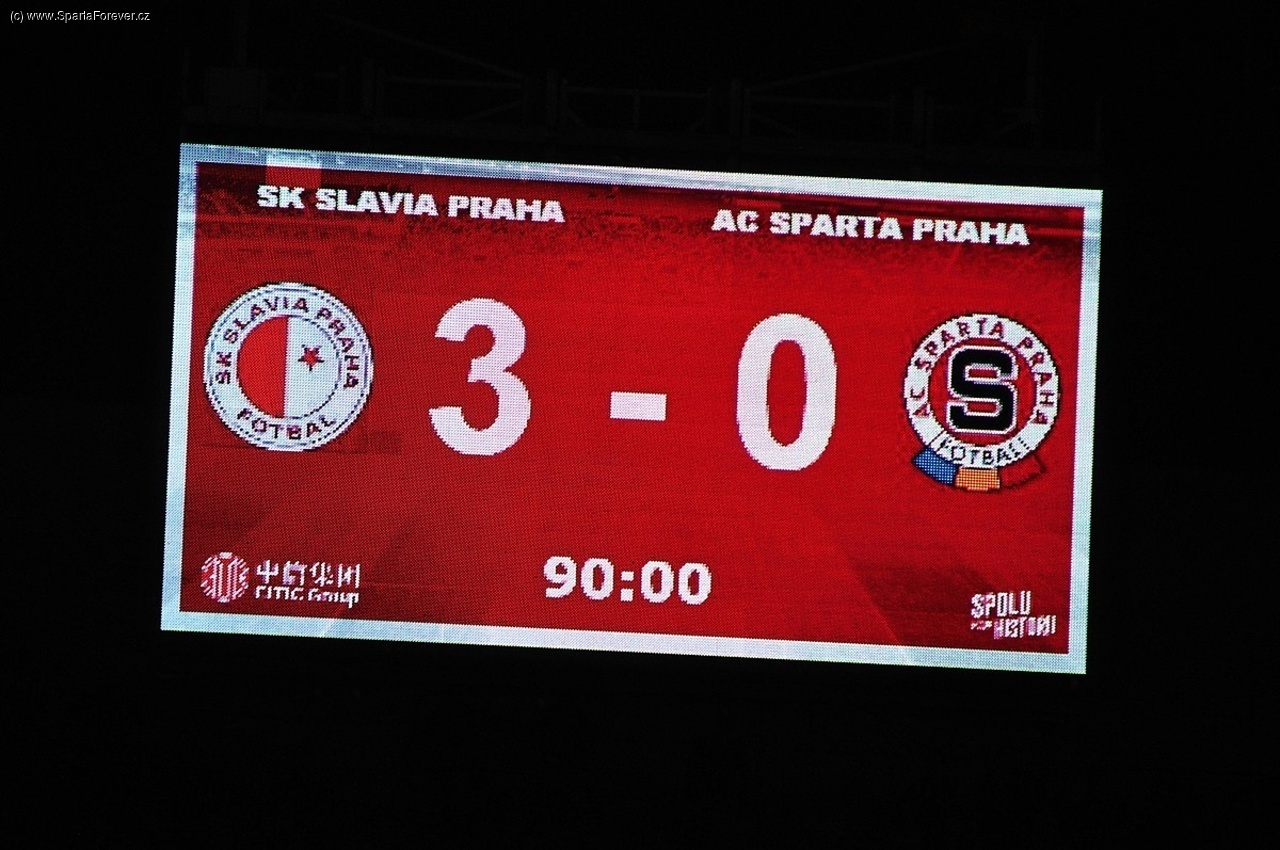 (c) www.SpartaForever.cz
SK SLAVIA PRAHA
AC SPARTA PRAHA
SK SLAVIA PRAHA
FOTBAL
3 - 0
AC SPARTA PRAHA
S
FOTBAL
90:00
中信集团
CITIC Group
SPOLU
HISTORII